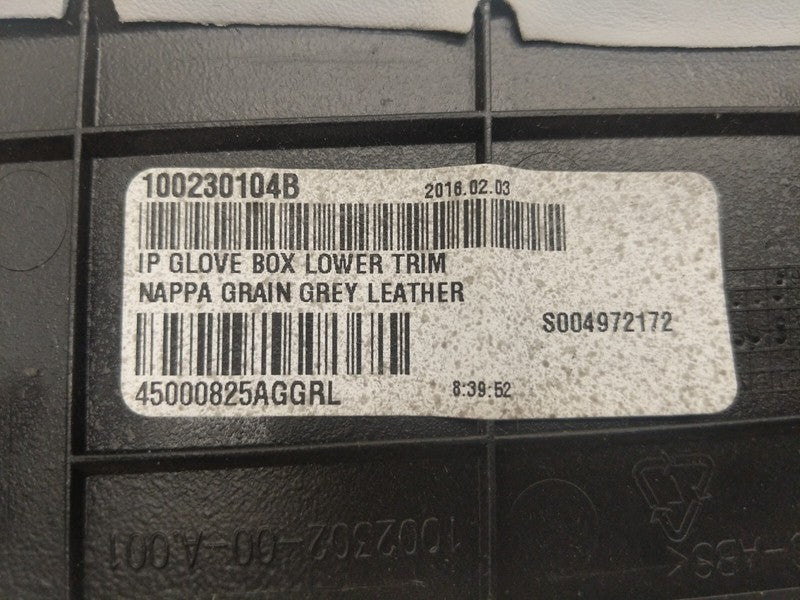 100230104B 2016.02.03
IP GLOVE BOX LOWER TRIM
NAPPA GRAIN GREY LEATHER
S004972172
45000825AGGRL 8:39:52
1002302-00-A.001
-ABS<